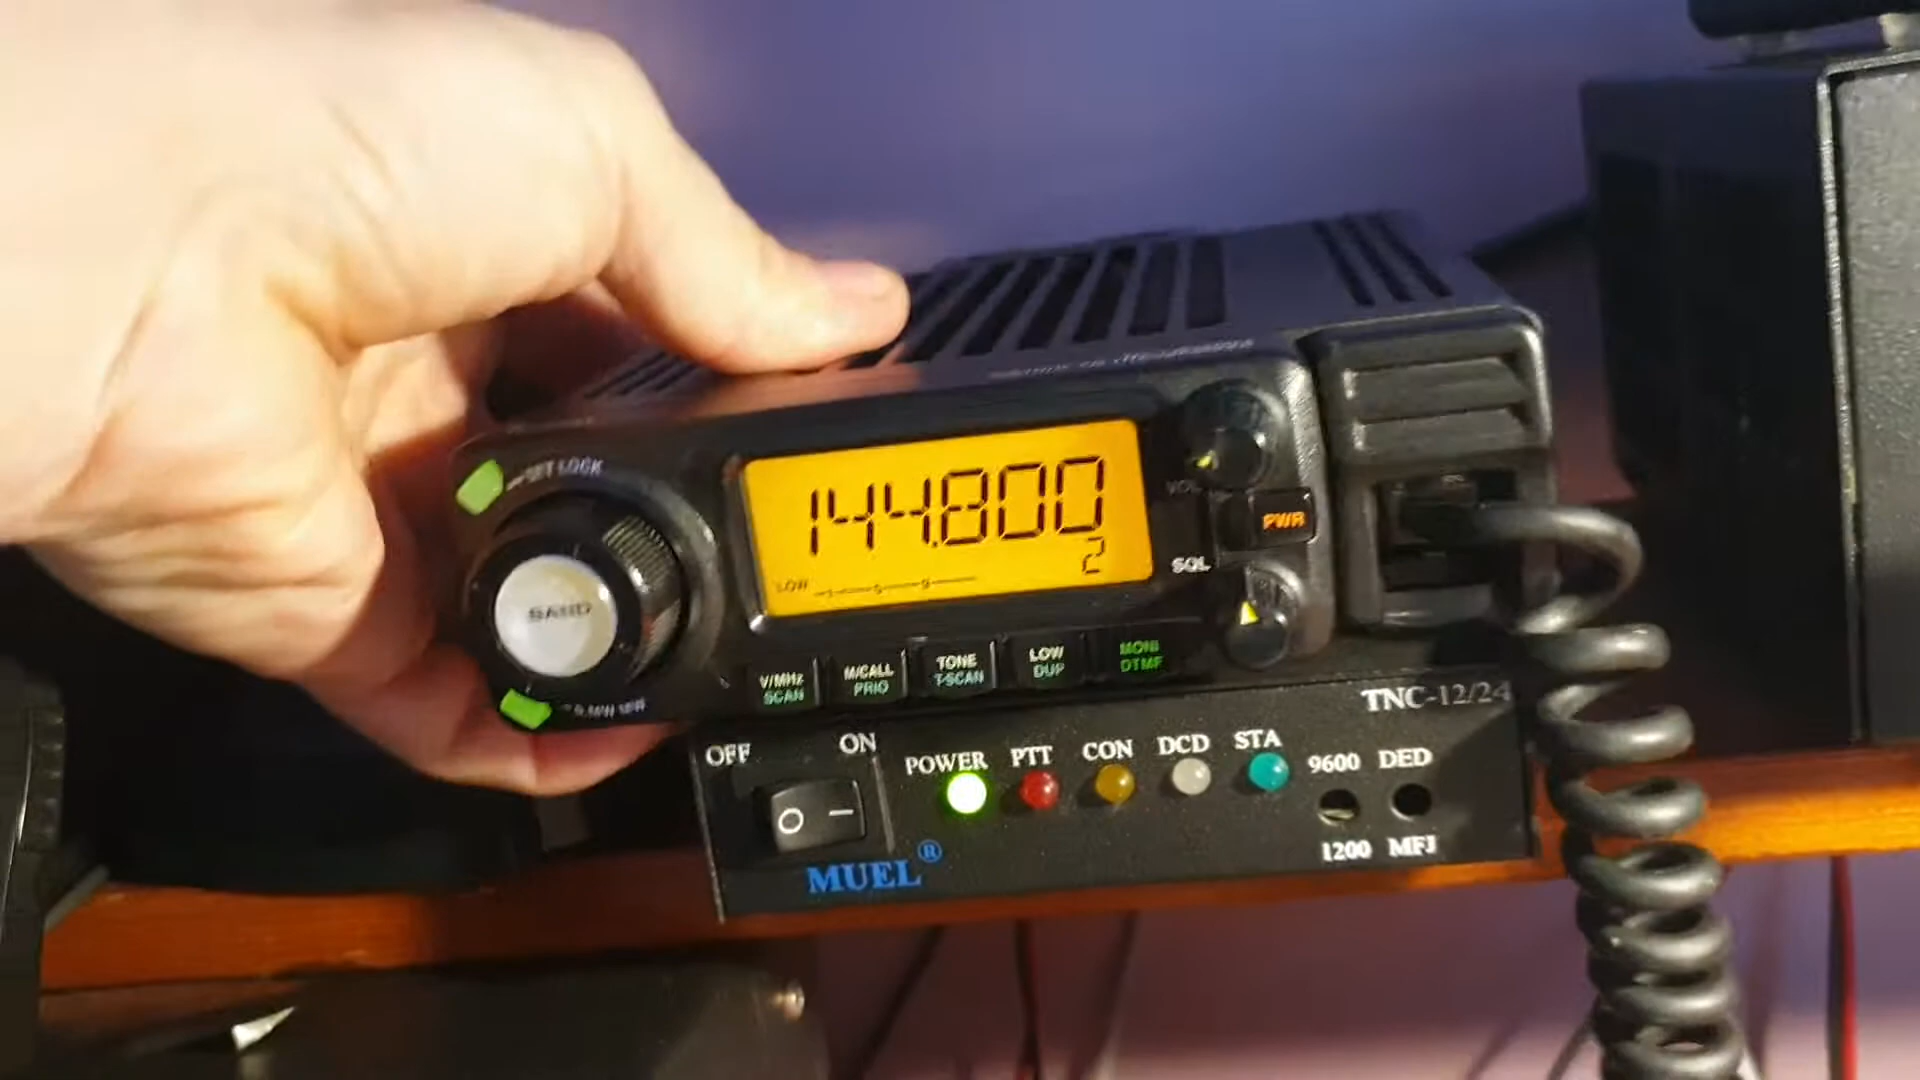 SET LOCK
144.800
2
LOW
VOL
PWR
SQL
BAND
V/MHz
SCAN
M/CALL
PRIO
TONE
T-SCAN
LOW
DUP
MONI
DTMF
TNC-12/24
OFF
ON
POWER
PTT
CON
DCD
STA
9600
DED
1200
MFJ
MUEL®